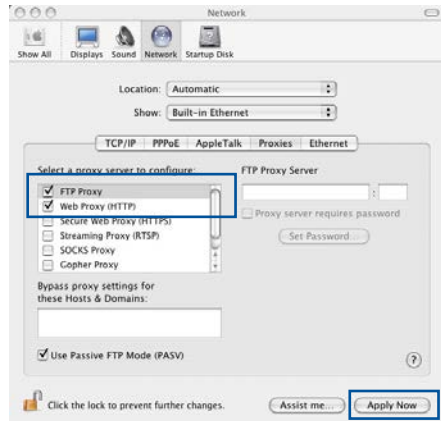 Network
Show All Displays Sound Network Startup Disk
Location: Automatic
Show: Built-in Ethernet
TCP/IP PPPoE AppleTalk Proxies Ethernet
Select a proxy server to configure: FTP Proxy Server
FTP Proxy :
Web Proxy (HTTP) Proxy server requires password
Secure Web Proxy (HTTPS)
Streaming Proxy (RTSP) Set Password...
SOCKS Proxy
Gopher Proxy
Bypass proxy settings for
these Hosts & Domains:
Use Passive FTP Mode (PASV) ?
Click the lock to prevent further changes. Assist me... Apply Now